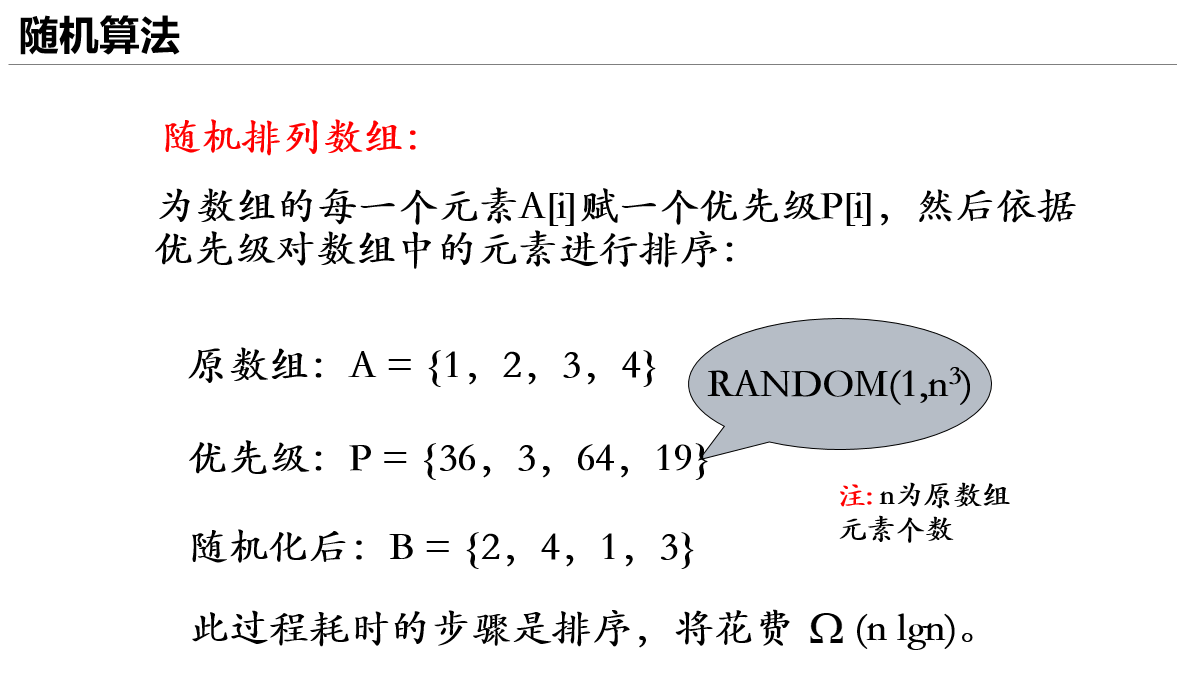 随机算法
随机排列数组：
为数组的每一个元素A[i]赋一个优先级P[i]，然后依据
优先级对数组中的元素进行排序：
原数组：A = {1，2，3，4}
RANDOM(1,n³)
优先级：P = {36，3，64，19}
注: n为原数组
元素个数
随机化后：B = {2，4，1，3}
此过程耗时的步骤是排序，将花费 Ω (n lgn)。